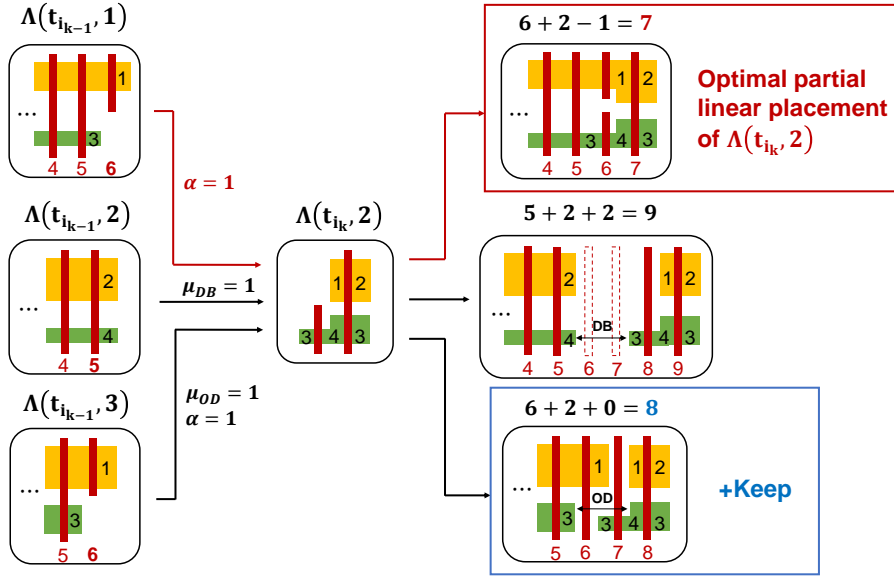 Λ(t_{i_{k-1}}, 1)
1
...
3
4 5 6
α = 1
Λ(t_{i_{k-1}}, 2)
2
...
4
4 5
μ_{DB} = 1
Λ(t_{i_{k-1}}, 3)
1
...
3
5 6
μ_{OD} = 1
α = 1
Λ(t_{i_k}, 2)
1 2
3 4 3
6 + 2 − 1 = 7
1 2
...
3 4 3
4 5 6 7
Optimal partial
linear placement
of Λ(t_{i_k}, 2)
5 + 2 + 2 = 9
2 1 2
...
4 DB 3 4 3
4 5 6 7 8 9
6 + 2 + 0 = 8
1 1 2
...
OD
3 3 4 3
5 6 7 8
+Keep